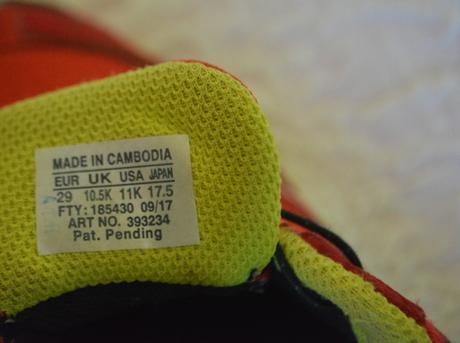 MADE IN CAMBODIA
EUR UK USA JAPAN
29 10.5K 11K 17.5
FTY: 185430 09/17
ART NO. 393234
Pat. Pending